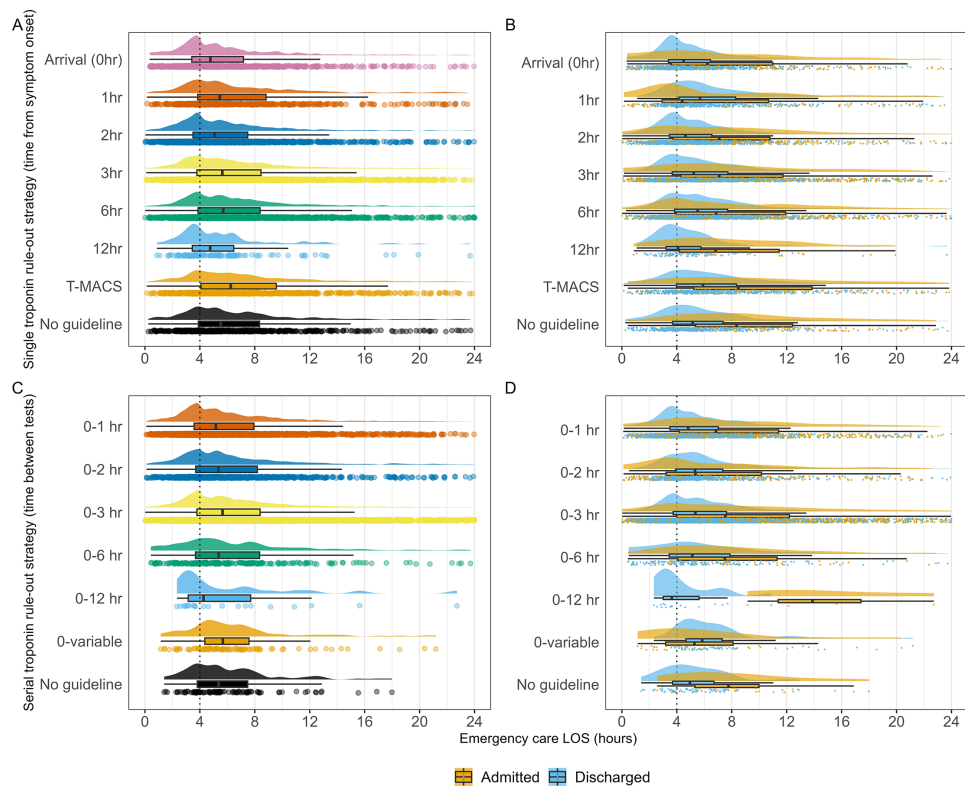 A
B
Single troponin rule-out strategy (time from symptom onset)
Arrival (0hr)
1hr
2hr
3hr
6hr
12hr
T-MACS
No guideline
0 4 8 12 16 20 24
Arrival (0hr)
1hr
2hr
3hr
6hr
12hr
T-MACS
No guideline
0 4 8 12 16 20 24
C
D
Serial troponin rule-out strategy (time between tests)
0-1 hr
0-2 hr
0-3 hr
0-6 hr
0-12 hr
0-variable
No guideline
0 4 8 12 16 20 24
0-1 hr
0-2 hr
0-3 hr
0-6 hr
0-12 hr
0-variable
No guideline
0 4 8 12 16 20 24
Emergency care LOS (hours)
Admitted Discharged